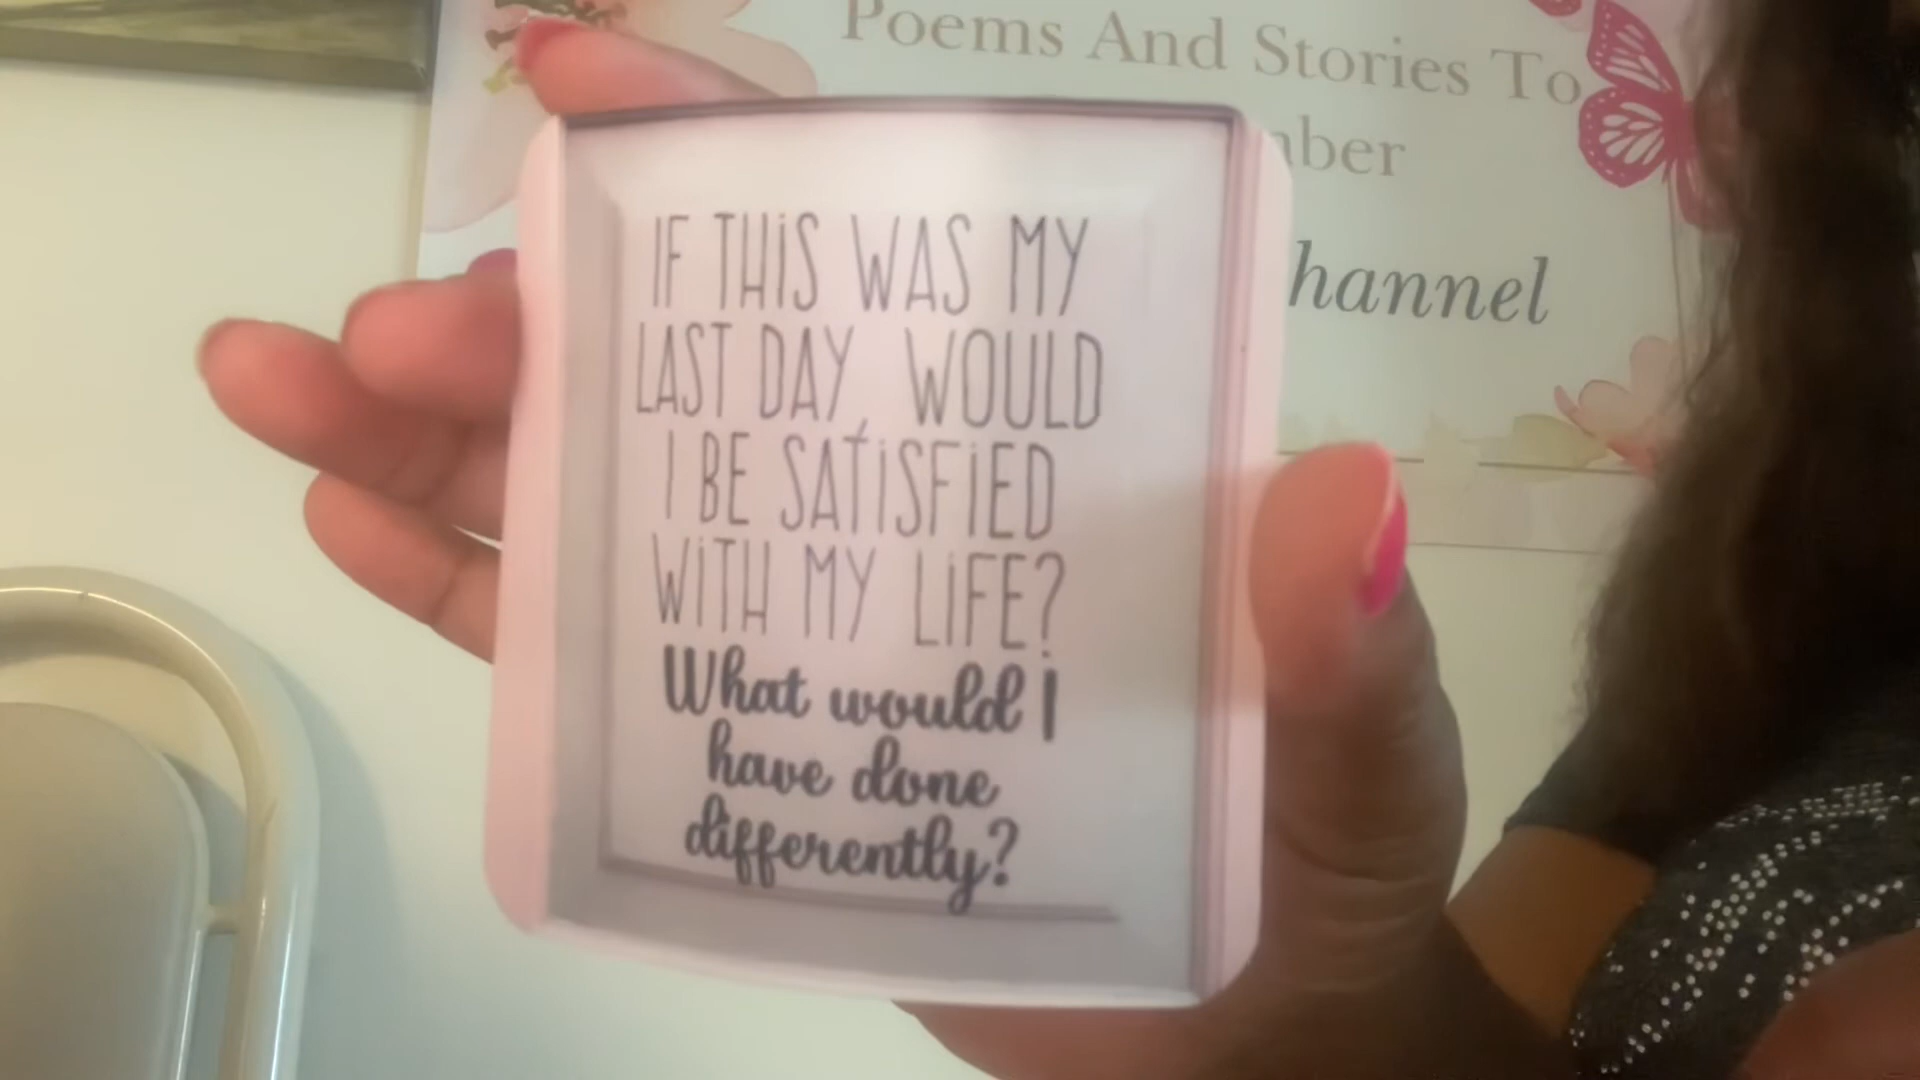 Poems And Stories To
IF THIS WAS MY
LAST DAY, WOULD
I BE SATISFIED
WITH MY LIFE?
What would I
have done
differently?